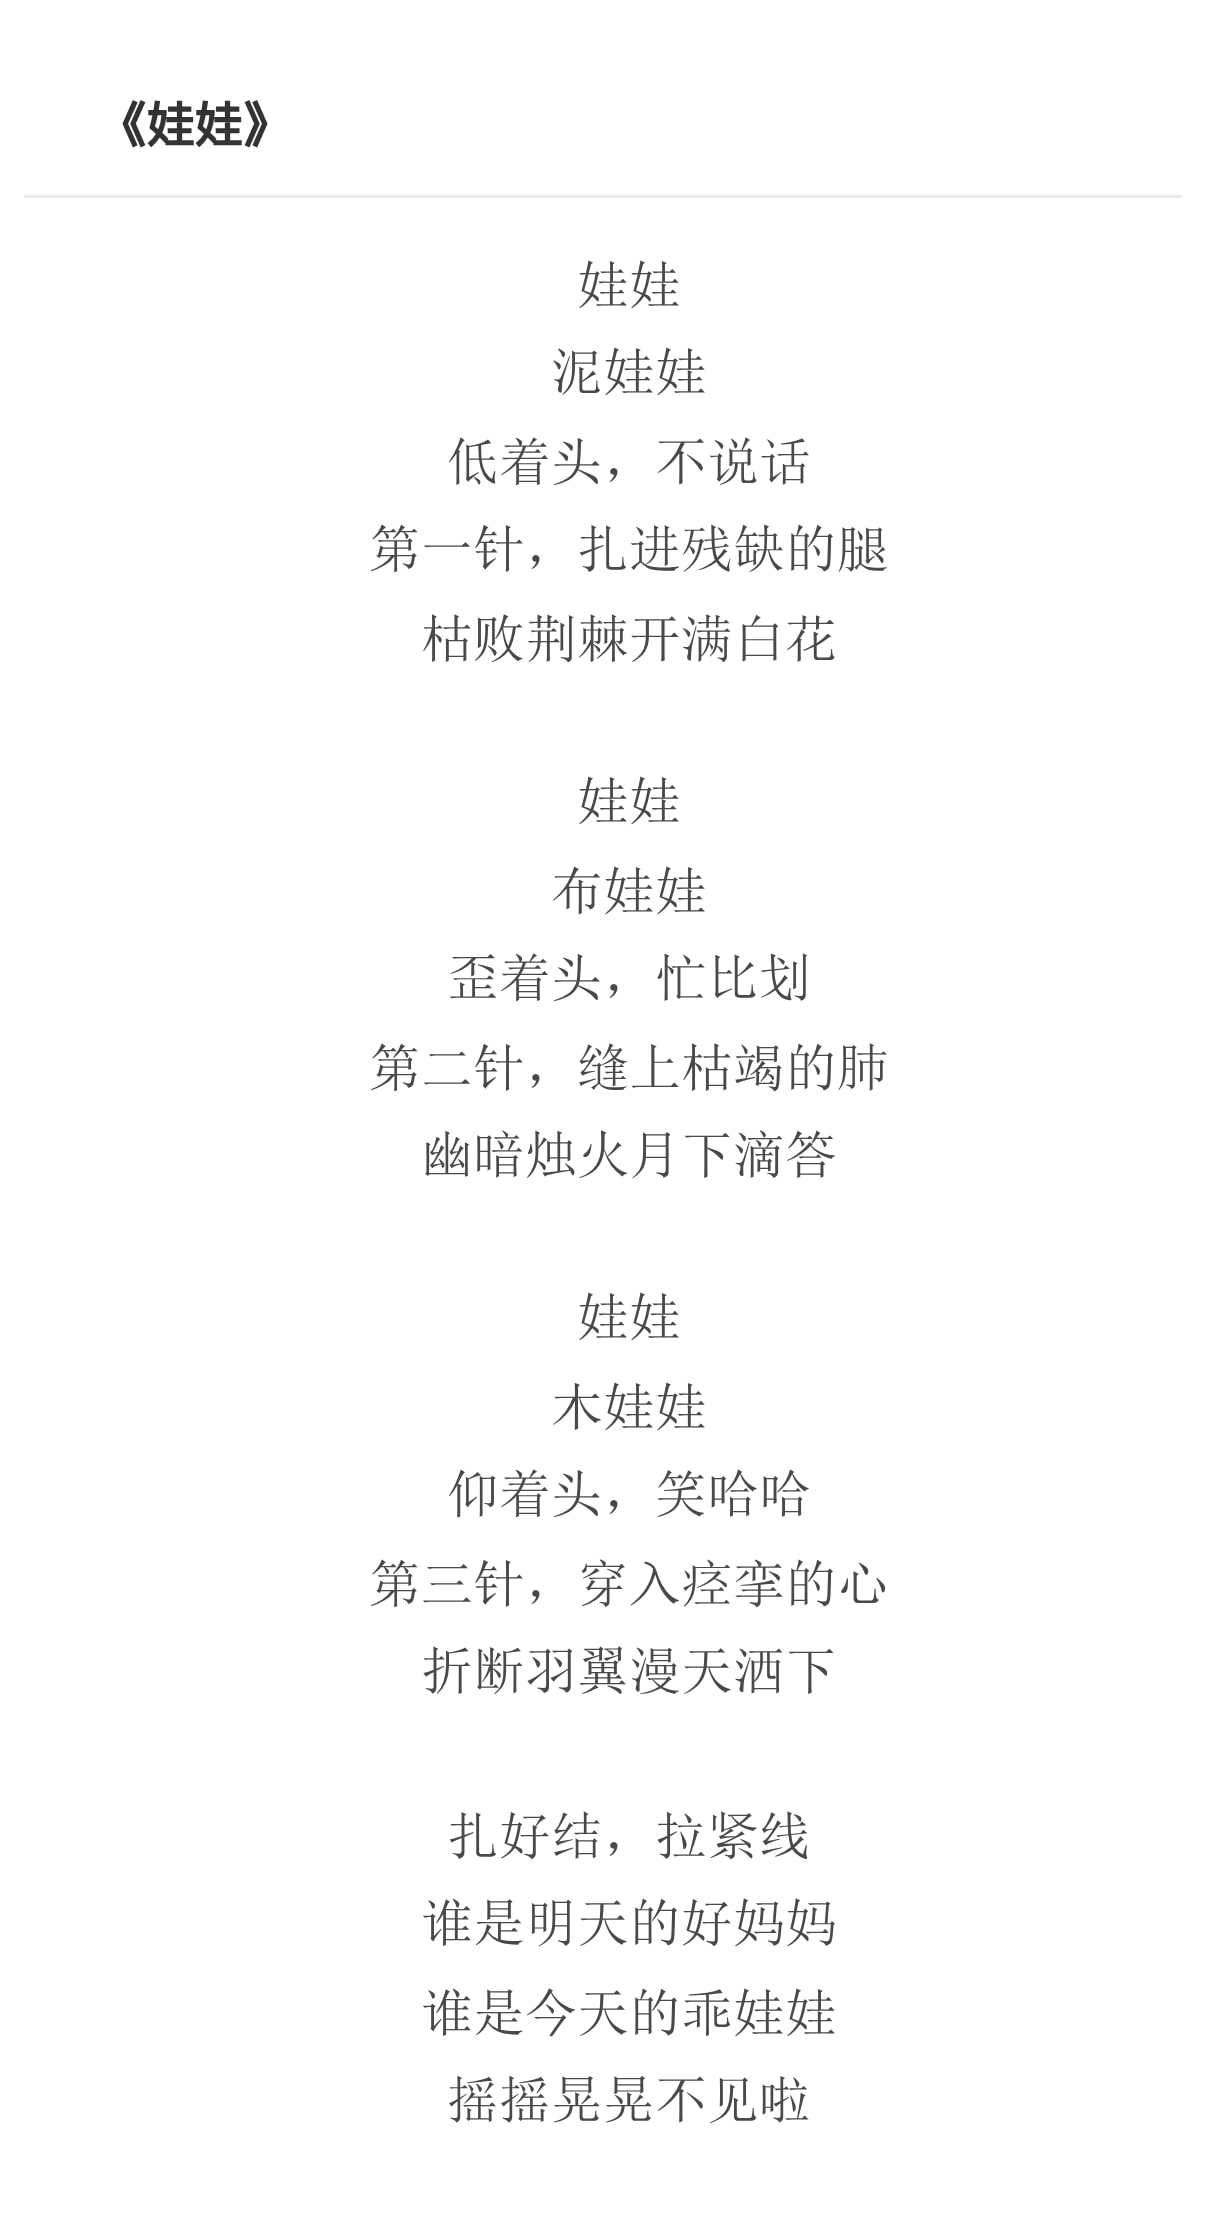 《娃娃》
娃娃
泥娃娃
低着头，不说话
第一针，扎进残缺的腿
枯败荆棘开满白花
娃娃
布娃娃
歪着头，忙比划
第二针，缝上枯竭的肺
幽暗烛火月下滴答
娃娃
木娃娃
仰着头，笑哈哈
第三针，穿入痉挛的心
折断羽翼漫天洒下
扎好结，拉紧线
谁是明天的好妈妈
谁是今天的乖娃娃
摇摇晃晃不见啦